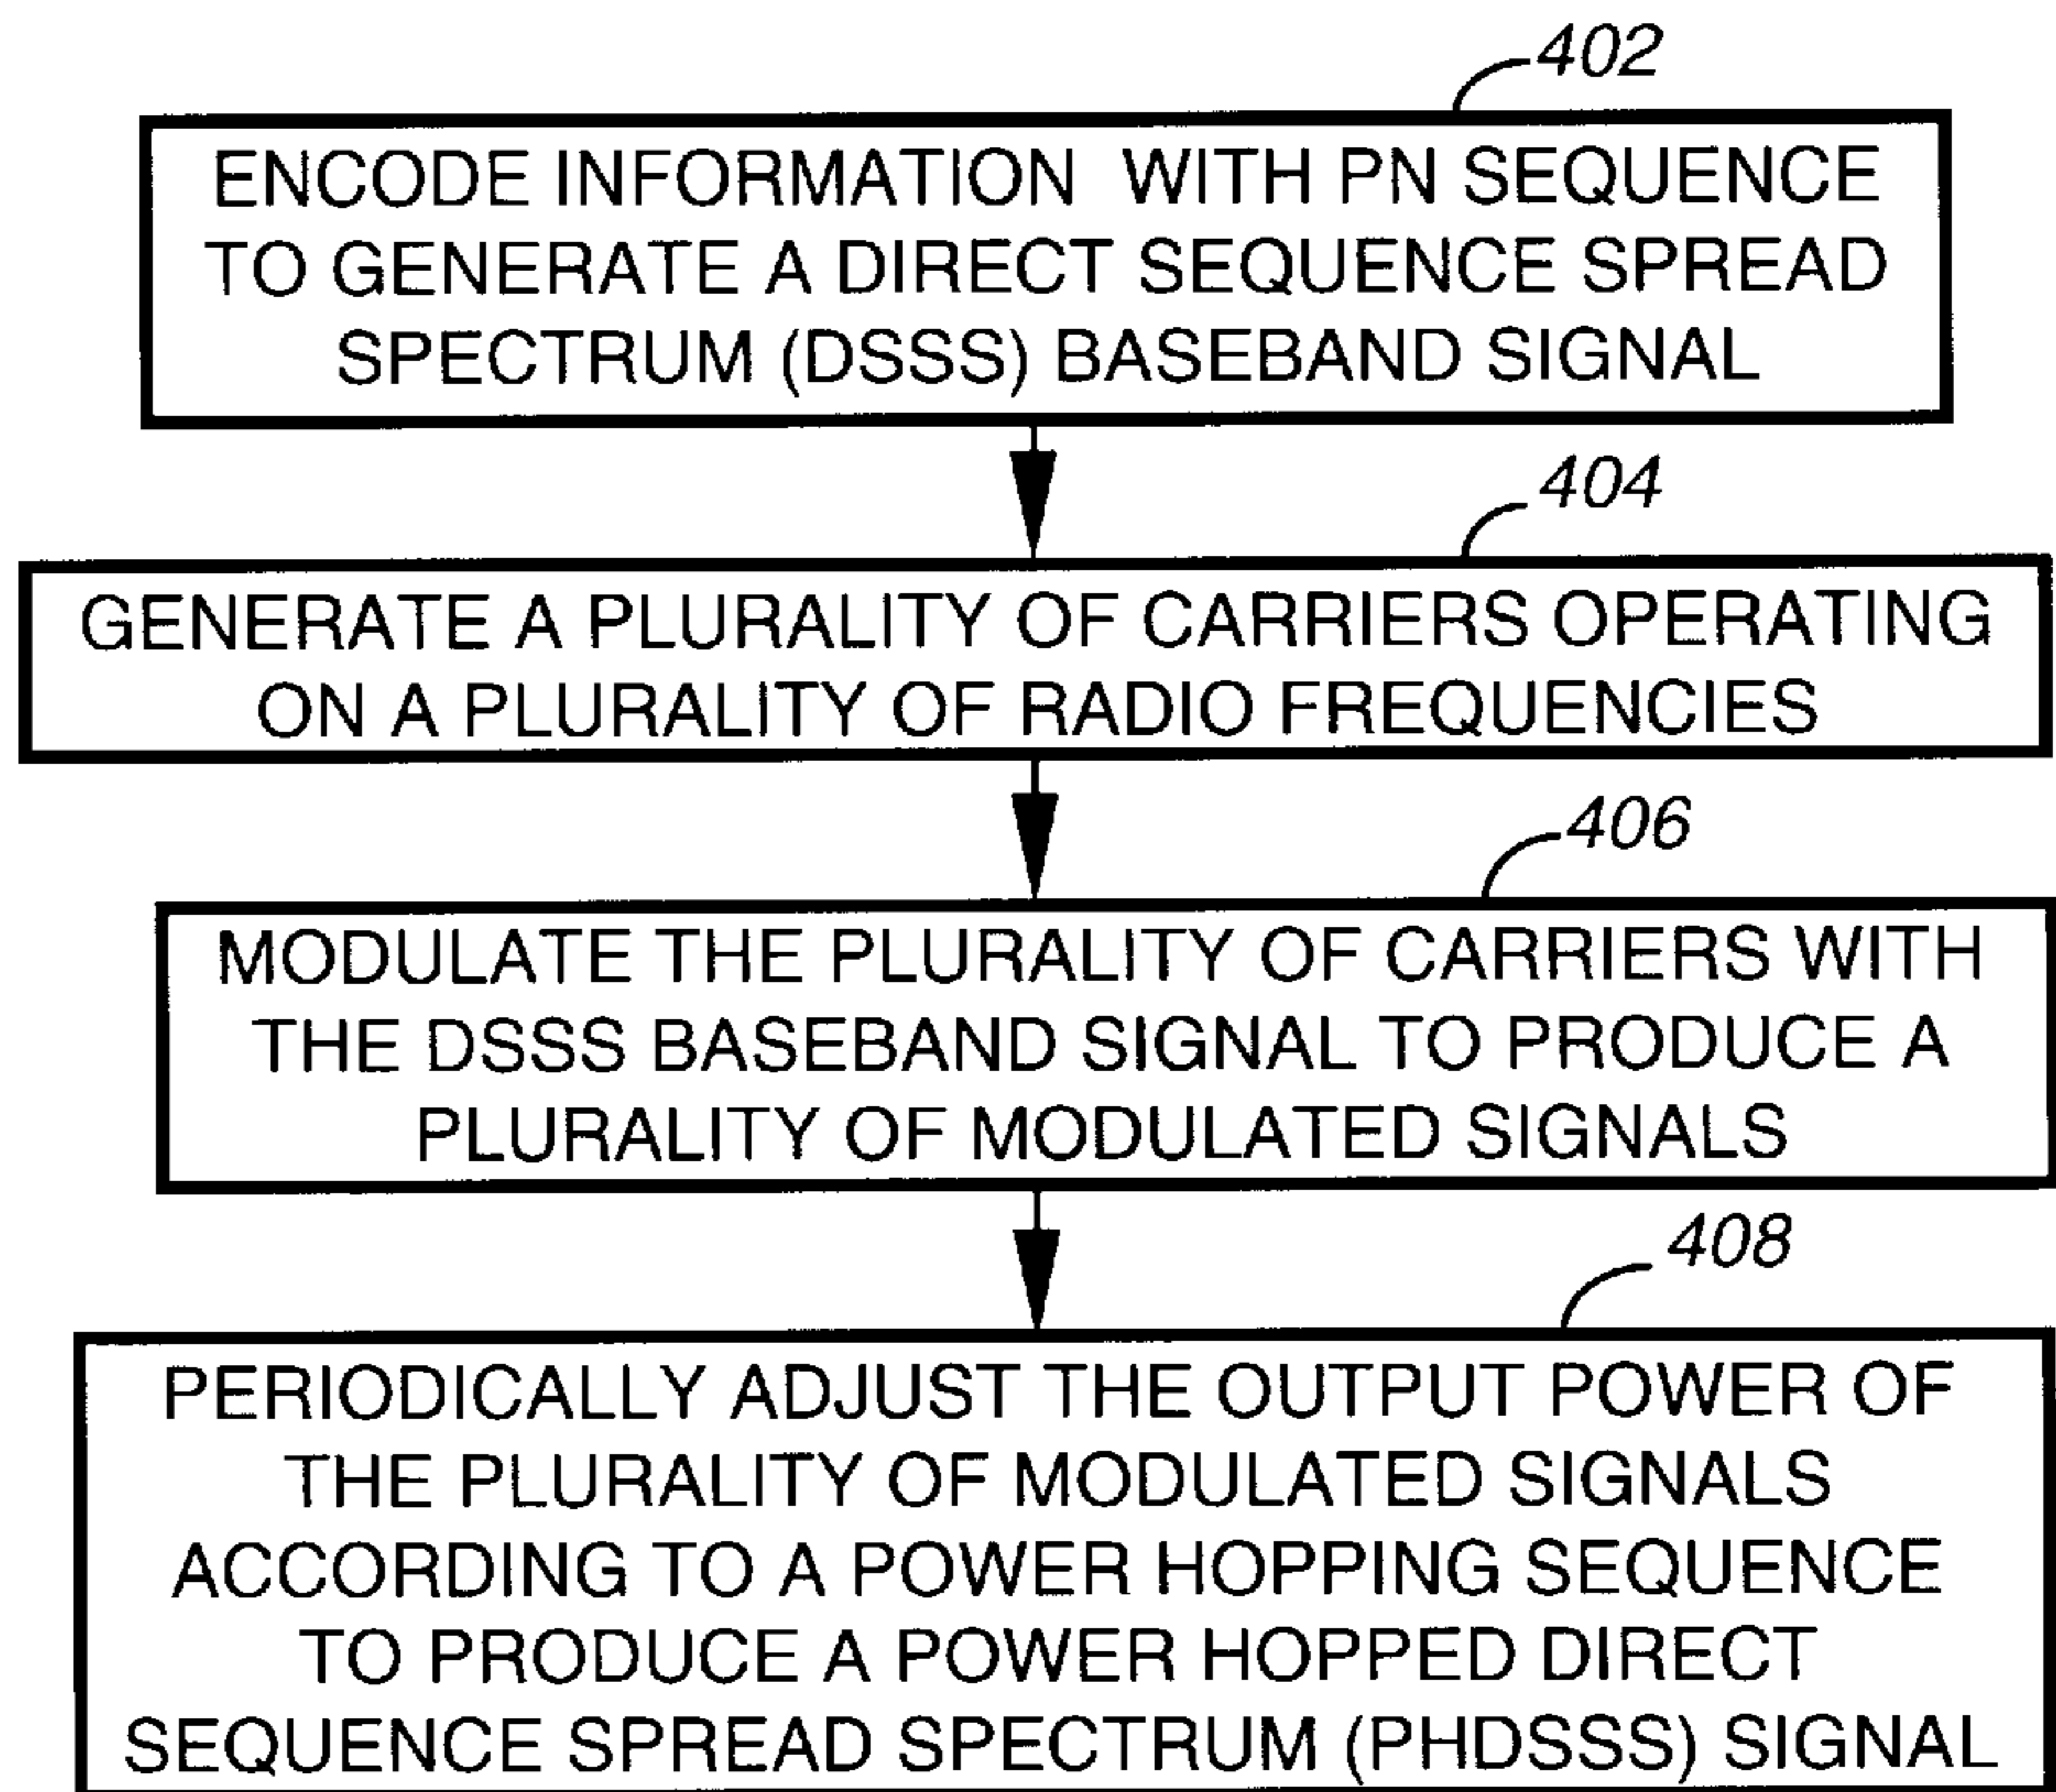 402
ENCODE INFORMATION WITH PN SEQUENCE
TO GENERATE A DIRECT SEQUENCE SPREAD
SPECTRUM (DSSS) BASEBAND SIGNAL
404
GENERATE A PLURALITY OF CARRIERS OPERATING
ON A PLURALITY OF RADIO FREQUENCIES
406
MODULATE THE PLURALITY OF CARRIERS WITH
THE DSSS BASEBAND SIGNAL TO PRODUCE A
PLURALITY OF MODULATED SIGNALS
408
PERIODICALLY ADJUST THE OUTPUT POWER OF
THE PLURALITY OF MODULATED SIGNALS
ACCORDING TO A POWER HOPPING SEQUENCE
TO PRODUCE A POWER HOPPED DIRECT
SEQUENCE SPREAD SPECTRUM (PHDSSS) SIGNAL